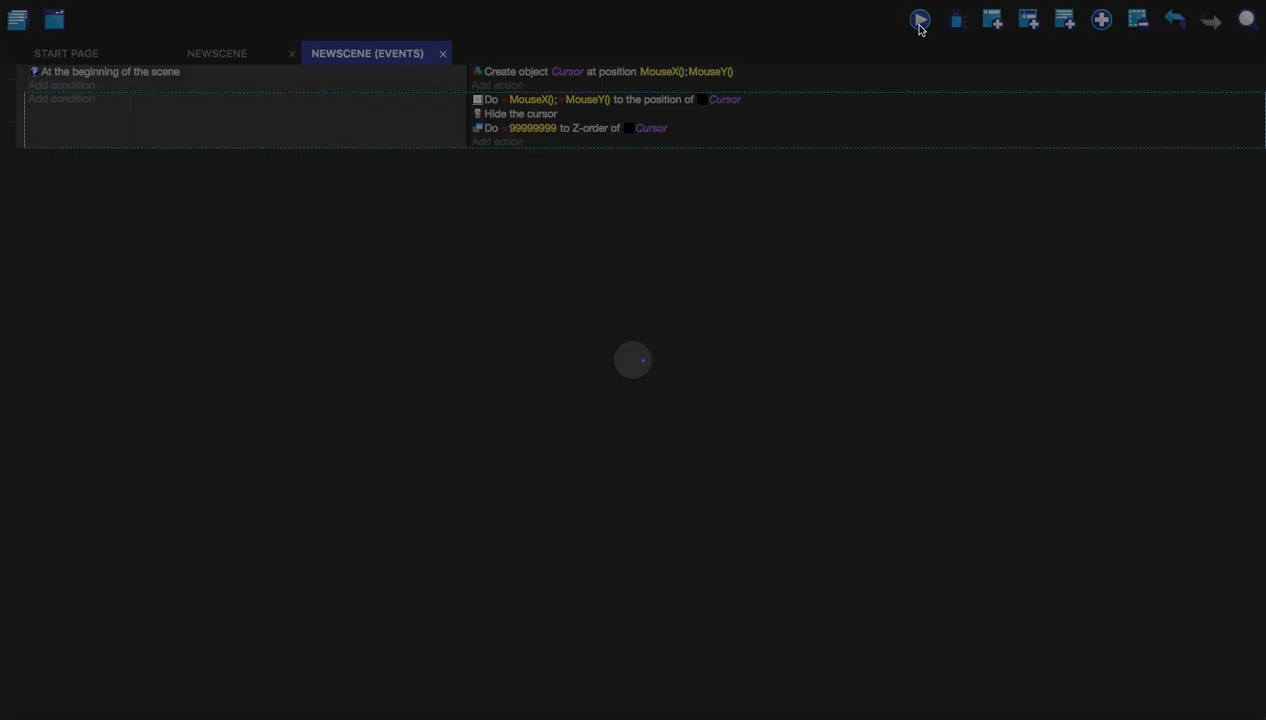 START PAGE NEWSCENE × NEWSCENE (EVENTS) ×
At the beginning of the scene
Add condition
Create object Cursor at position MouseX();MouseY()
Add action
Add condition
Do =MouseX(); =MouseY() to the position of Cursor
Hide the cursor
Do =99999999 to Z-order of Cursor
Add action